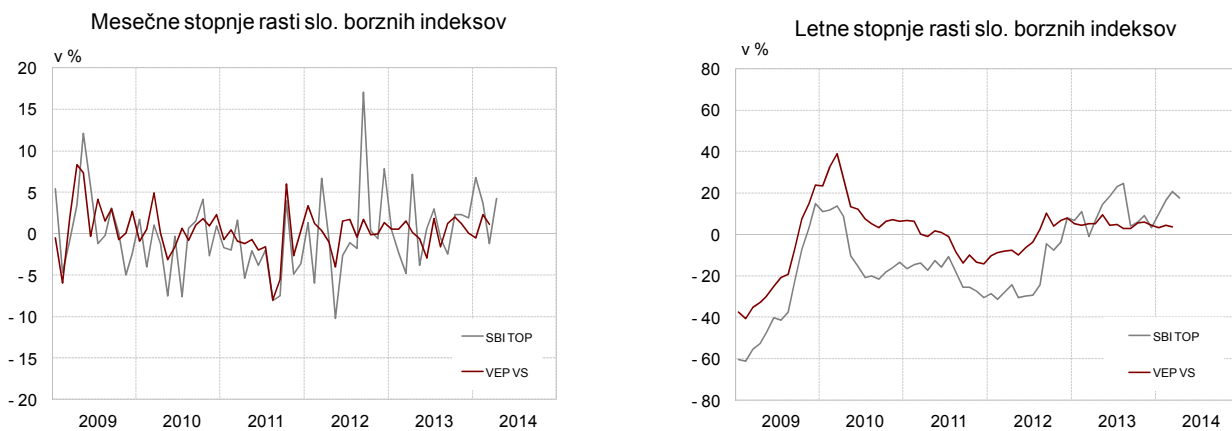 Mesečne stopnje rasti slo. borznih indeksov
v %
20
15
10
5
0
- 5
- 10
- 15
- 20
SBI TOP
VEP VS
2009 2010 2011 2012 2013 2014
Letne stopnje rasti slo. borznih indeksov
v %
80
60
40
20
0
- 20
- 40
- 60
- 80
SBI TOP
VEP VS
2009 2010 2011 2012 2013 2014